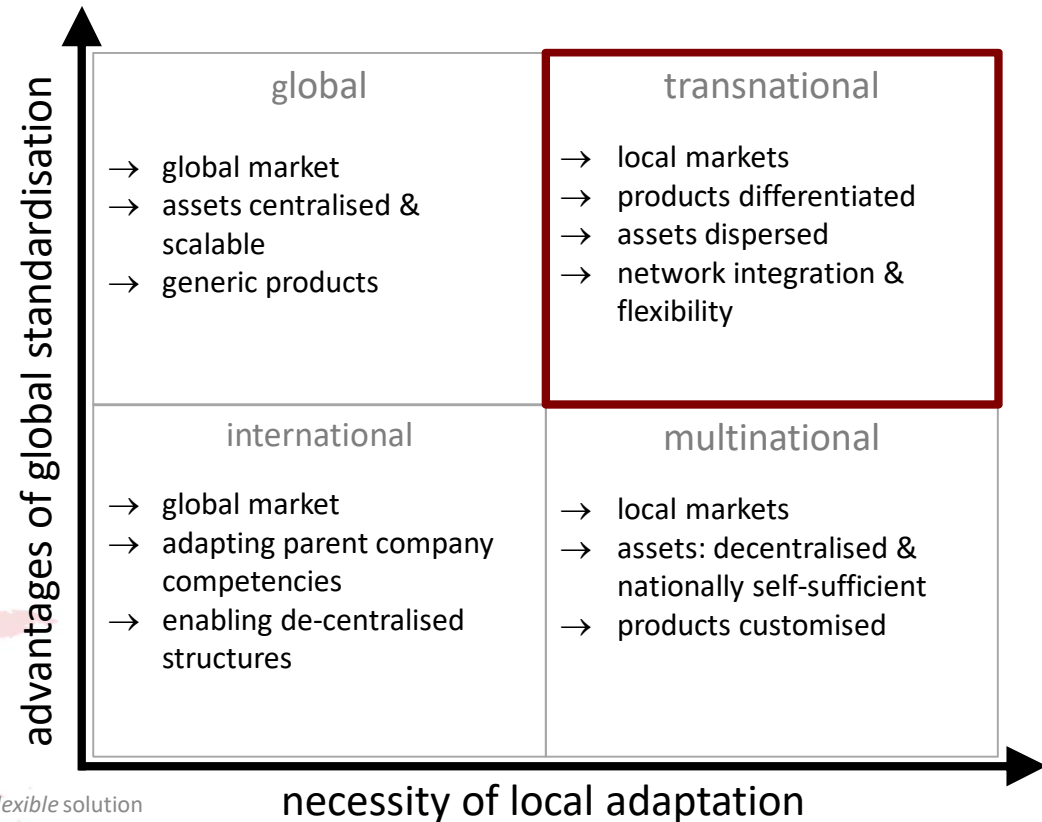 advantages of global standardisation
global
→ global market
→ assets centralised &
scalable
→ generic products
transnational
→ local markets
→ products differentiated
→ assets dispersed
→ network integration &
flexibility
international
→ global market
→ adapting parent company
competencies
→ enabling de-centralised
structures
multinational
→ local markets
→ assets: decentralised &
nationally self-sufficient
→ products customised
necessity of local adaptation
lexible solution